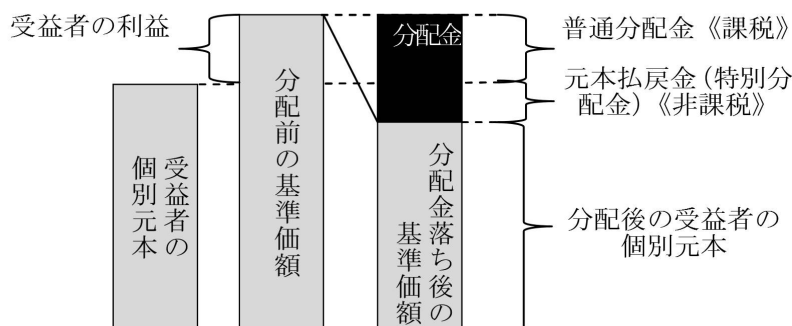 受益者の利益
分配金
普通分配金《課税》
元本払戻金(特別分
配金)《非課税》
受益者の
個別元本
分配前の基準価額
分配金落ち後の
基準価額
分配後の受益者の
個別元本